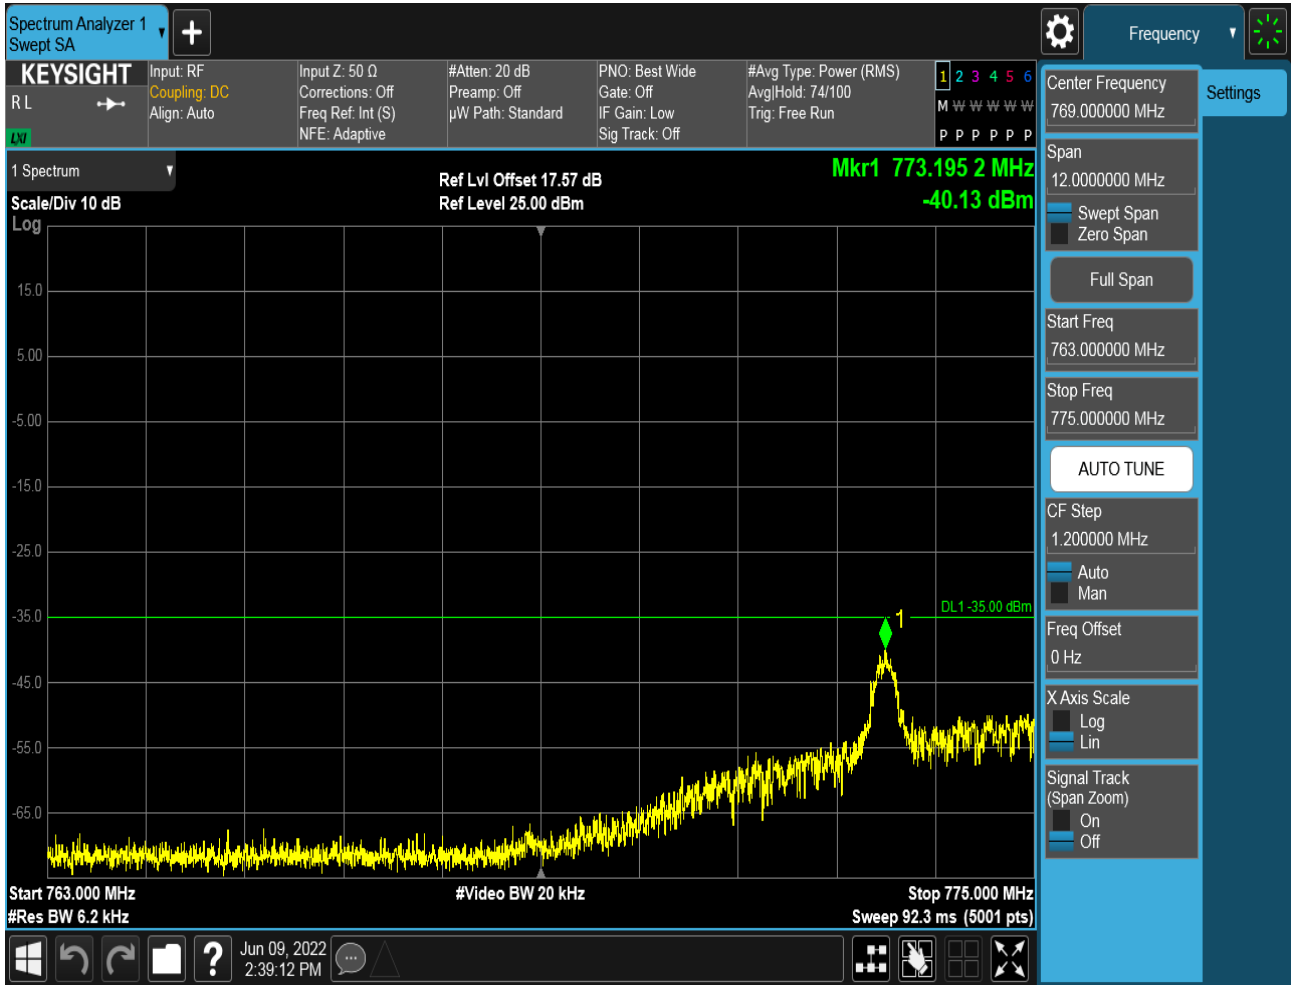 Spectrum Analyzer 1
Swept SA
Frequency
KEYSIGHT
R L
LXI
Input: RF
Coupling: DC
Align: Auto
Input Z: 50 Ω
Corrections: Off
Freq Ref: Int (S)
NFE: Adaptive
#Atten: 20 dB
Preamp: Off
µW Path: Standard
PNO: Best Wide
Gate: Off
IF Gain: Low
Sig Track: Off
#Avg Type: Power (RMS)
Avg|Hold: 74/100
Trig: Free Run
1 2 3 4 5 6
M W W W W W
P P P P P P
1 Spectrum
Scale/Div 10 dB
Log
Ref Lvl Offset 17.57 dB
Ref Level 25.00 dBm
Mkr1 773.195 2 MHz
-40.13 dBm
15.0
5.00
-5.00
-15.0
-25.0
-35.0
-45.0
-55.0
-65.0
DL1 -35.00 dBm
1
Start 763.000 MHz
#Res BW 6.2 kHz
#Video BW 20 kHz
Stop 775.000 MHz
Sweep 92.3 ms (5001 pts)
Center Frequency
769.000000 MHz
Span
12.0000000 MHz
Swept Span
Zero Span
Full Span
Start Freq
763.000000 MHz
Stop Freq
775.000000 MHz
AUTO TUNE
CF Step
1.200000 MHz
Auto
Man
Freq Offset
0 Hz
X Axis Scale
Log
Lin
Signal Track
(Span Zoom)
On
Off
Settings
?
Jun 09, 2022
2:39:12 PM